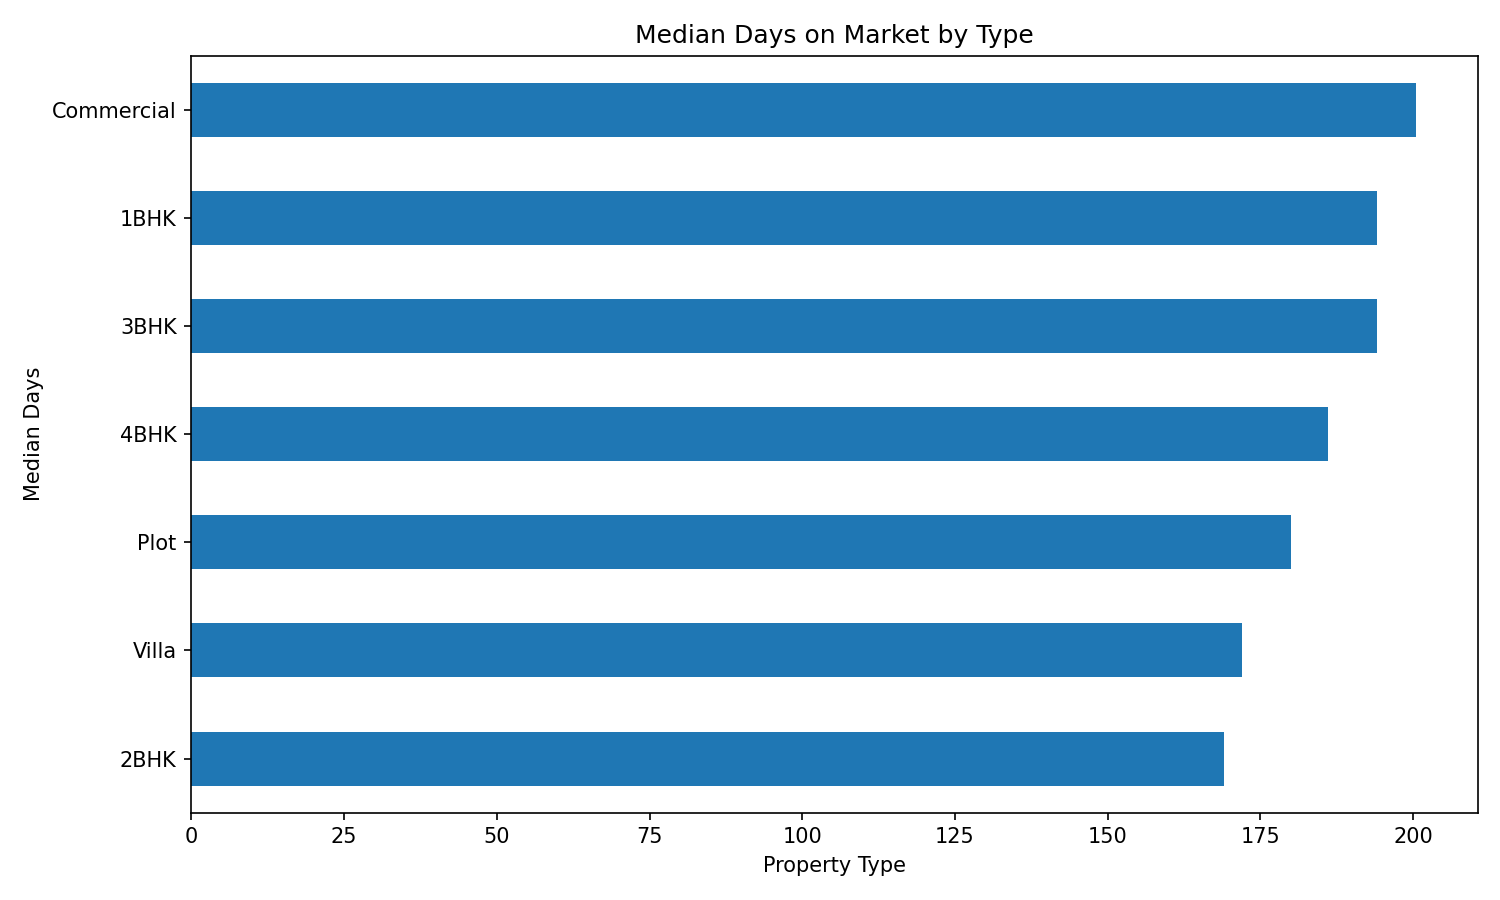 Median Days on Market by Type
Commercial
1BHK
3BHK
4BHK
Plot
Villa
2BHK
Median Days
0 25 50 75 100 125 150 175 200
Property Type